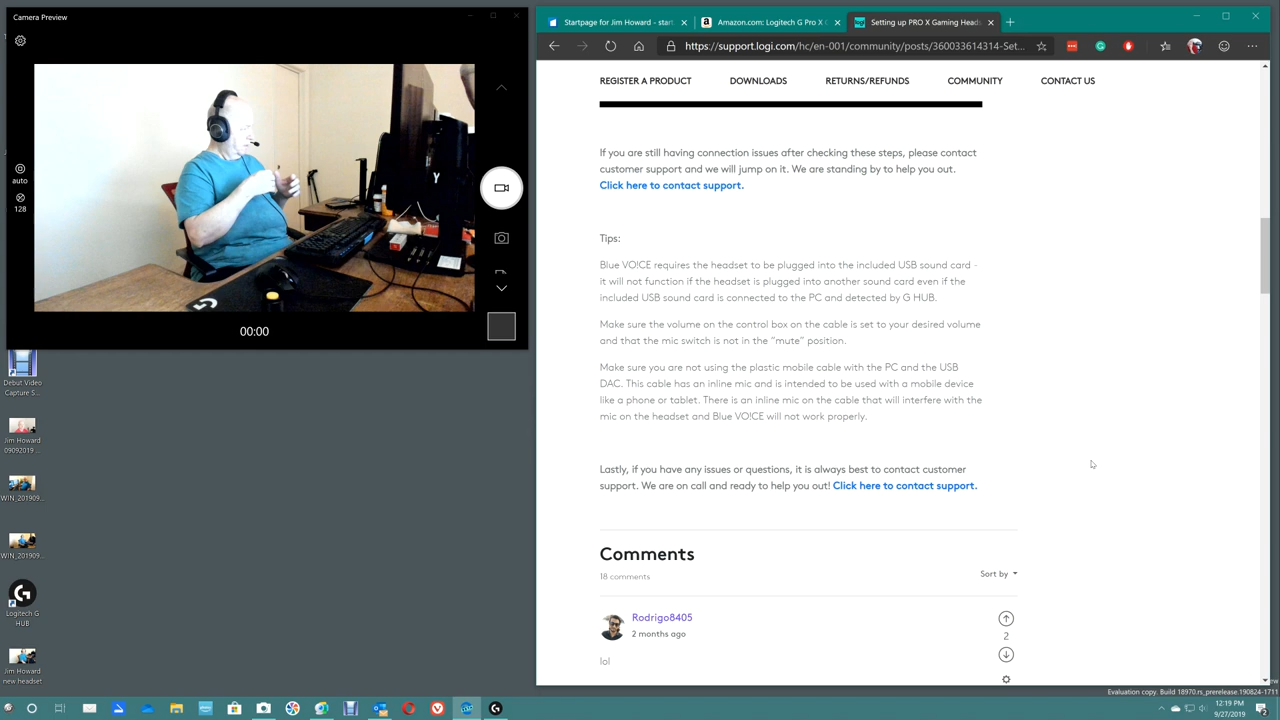 Camera Preview
auto
128
Y
00:00
Debut Video
Capture S...
Jim Howard
09092019 ...
WIN_201909...
WIN_201909...
Logitech G
HUB
Jim Howard
new headset
Startpage for Jim Howard - star
Amazon.com: Logitech G Pro X G
Setting up PRO X Gaming Head
https://support.logi.com/hc/en-001/community/posts/360033614314-Set...
REGISTER A PRODUCT DOWNLOADS RETURNS/REFUNDS COMMUNITY CONTACT US
If you are still having connection issues after checking these steps, please contact
customer support and we will jump on it. We are standing by to help you out.
Click here to contact support.
Tips:
Blue VO!CE requires the headset to be plugged into the included USB sound card -
it will not function if the headset is plugged into another sound card even if the
included USB sound card is connected to the PC and detected by G HUB.
Make sure the volume on the control box on the cable is set to your desired volume
and that the mic switch is not in the “mute” position.
Make sure you are not using the plastic mobile cable with the PC and the USB
DAC. This cable has an inline mic and is intended to be used with a mobile device
like a phone or tablet. There is an inline mic on the cable that will interfere with the
mic on the headset and Blue VO!CE will not work properly.
Lastly, if you have any issues or questions, it is always best to contact customer
support. We are on call and ready to help you out! Click here to contact support.
Comments
18 comments
Sort by
Rodrigo8405
2 months ago
2
lol
Evaluation copy. Build 18970.rs_prerelease.190824-1711
12:19 PM
9/27/2019
2